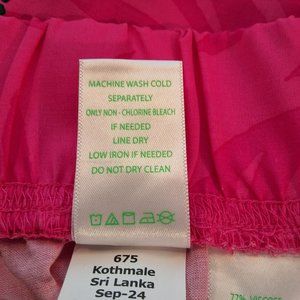 MACHINE WASH COLD
SEPARATELY
ONLY NON - CHLORINE BLEACH
IF NEEDED
LINE DRY
LOW IRON IF NEEDED
DO NOT DRY CLEAN
675
Kothmale
Sri Lanka
Sep-24